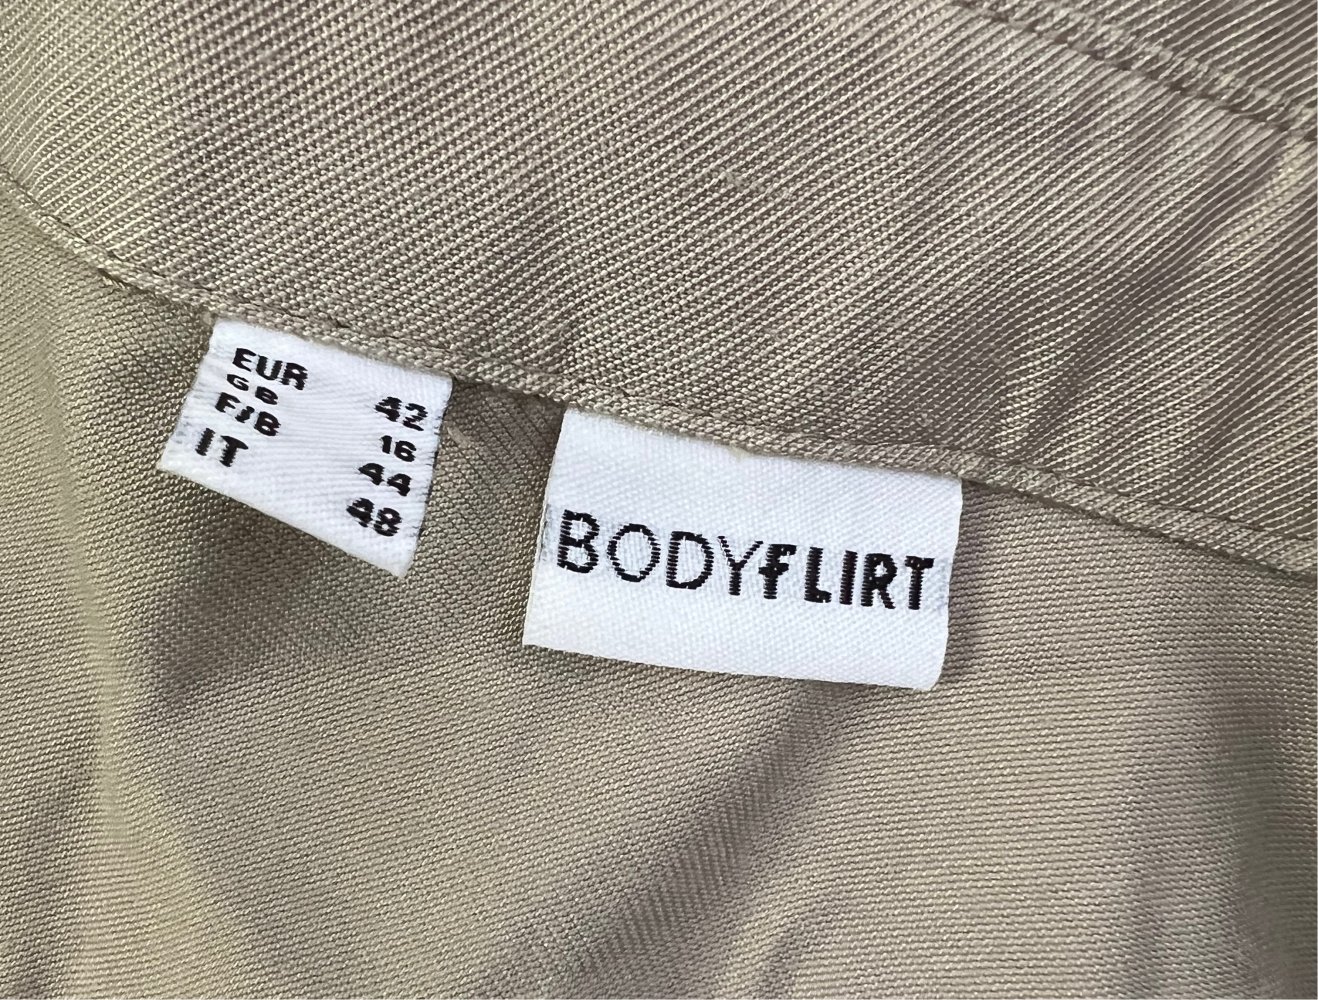 EUR 42
GB 16
F/B 44
IT 48
BODYFLIRT